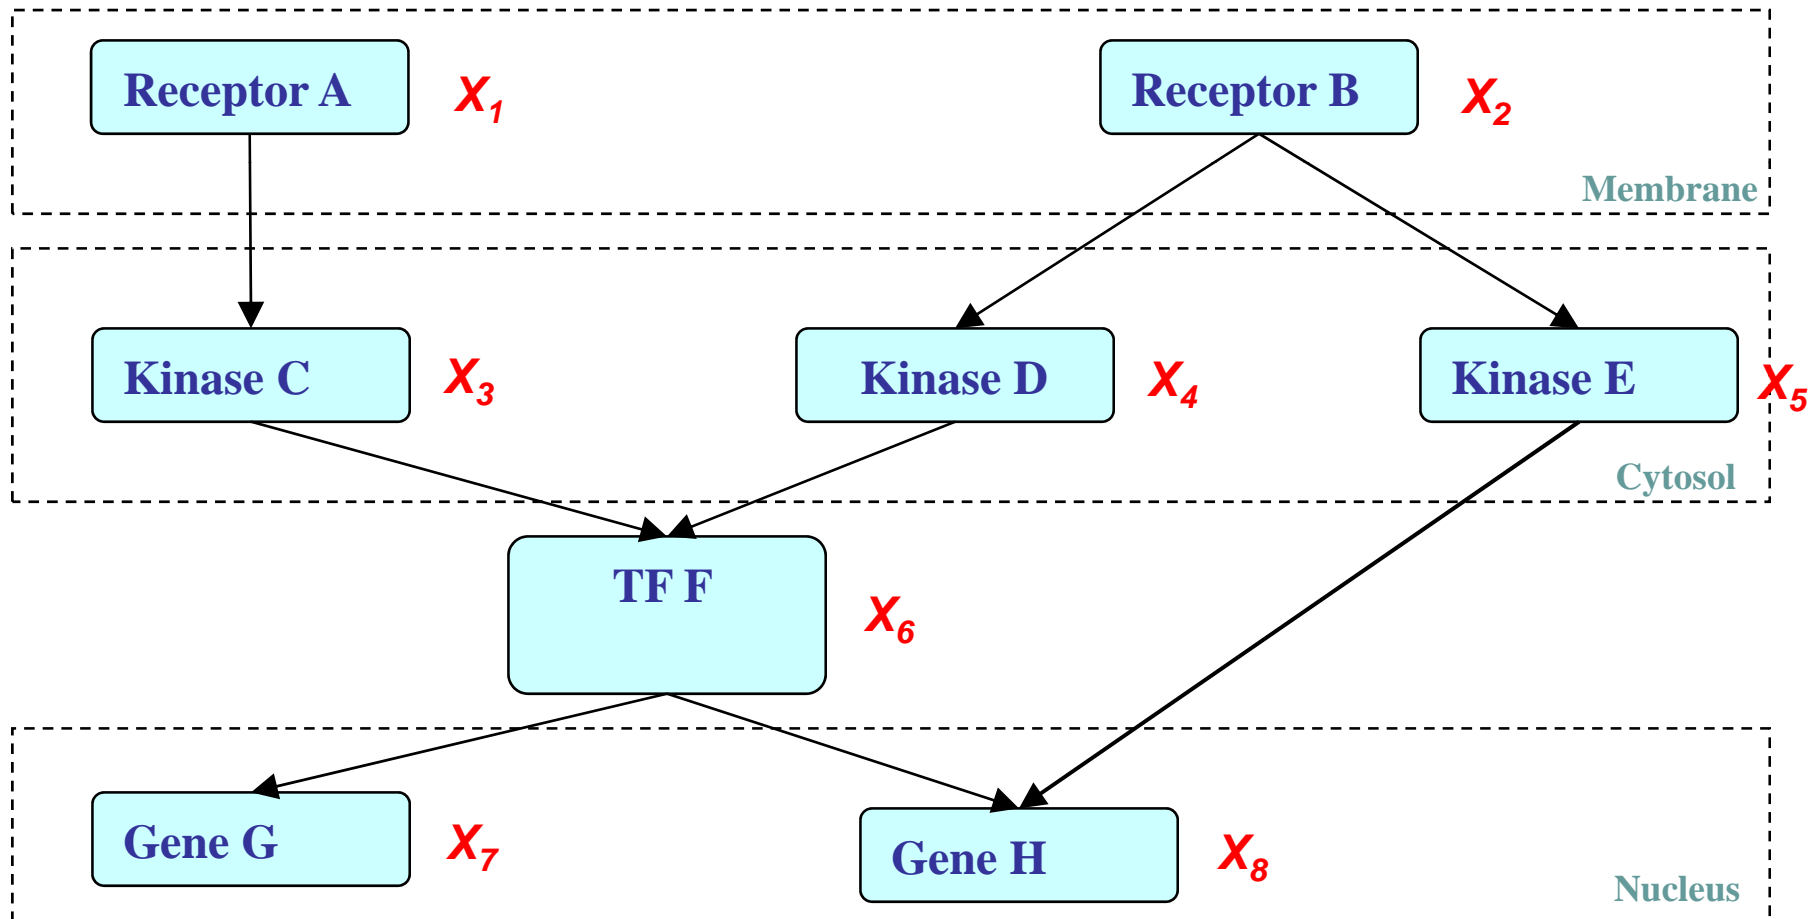 Receptor A X1 Receptor B X2
Membrane
Kinase C X3 Kinase D X4 Kinase E X5
Cytosol
TF F X6
Gene G X7 Gene H X8
Nucleus